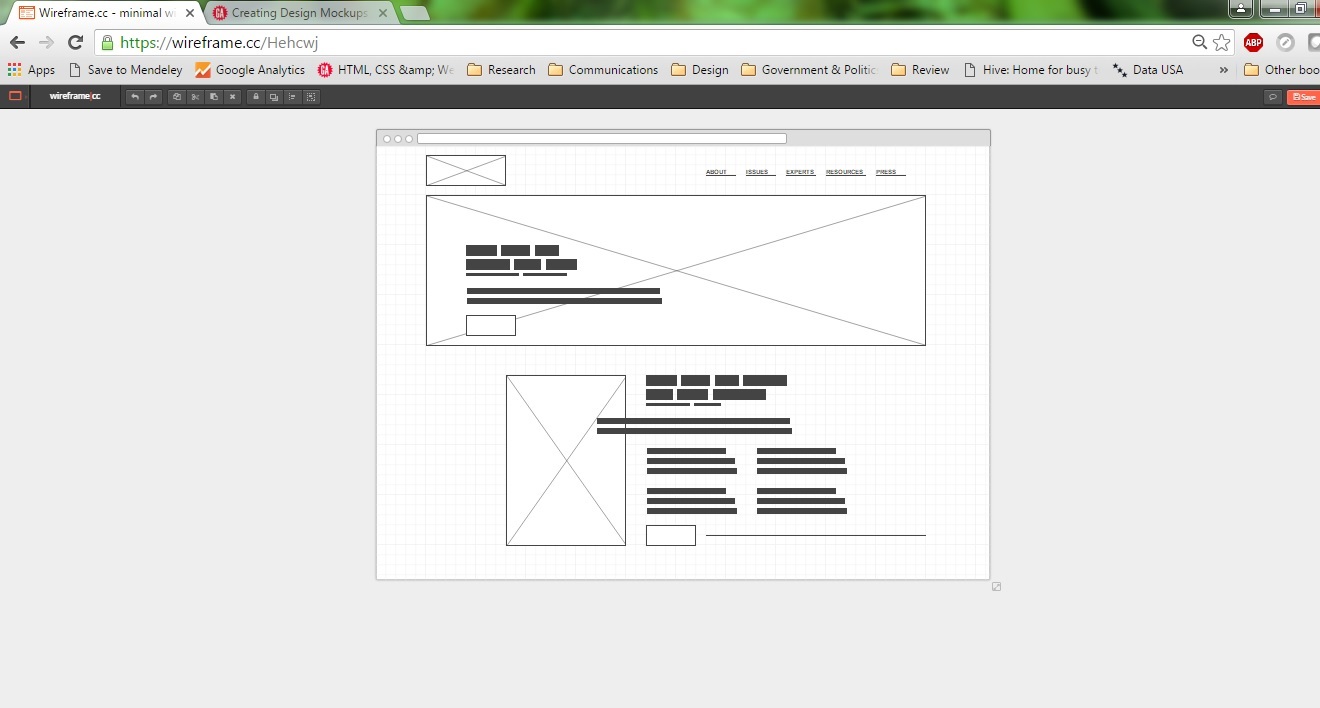 Wireframe.cc - minimal w
Creating Design Mockups
https://wireframe.cc/Hehcwj
ABP
Apps
Save to Mendeley
Google Analytics
GA
HTML, CSS &amp; We
Research
Communications
Design
Government & Politic
Review
Hive: Home for busy t
Data USA
»
Other boo
wireframe|cc
Save
ABOUT
ISSUES
EXPERTS
RESOURCES
PRESS